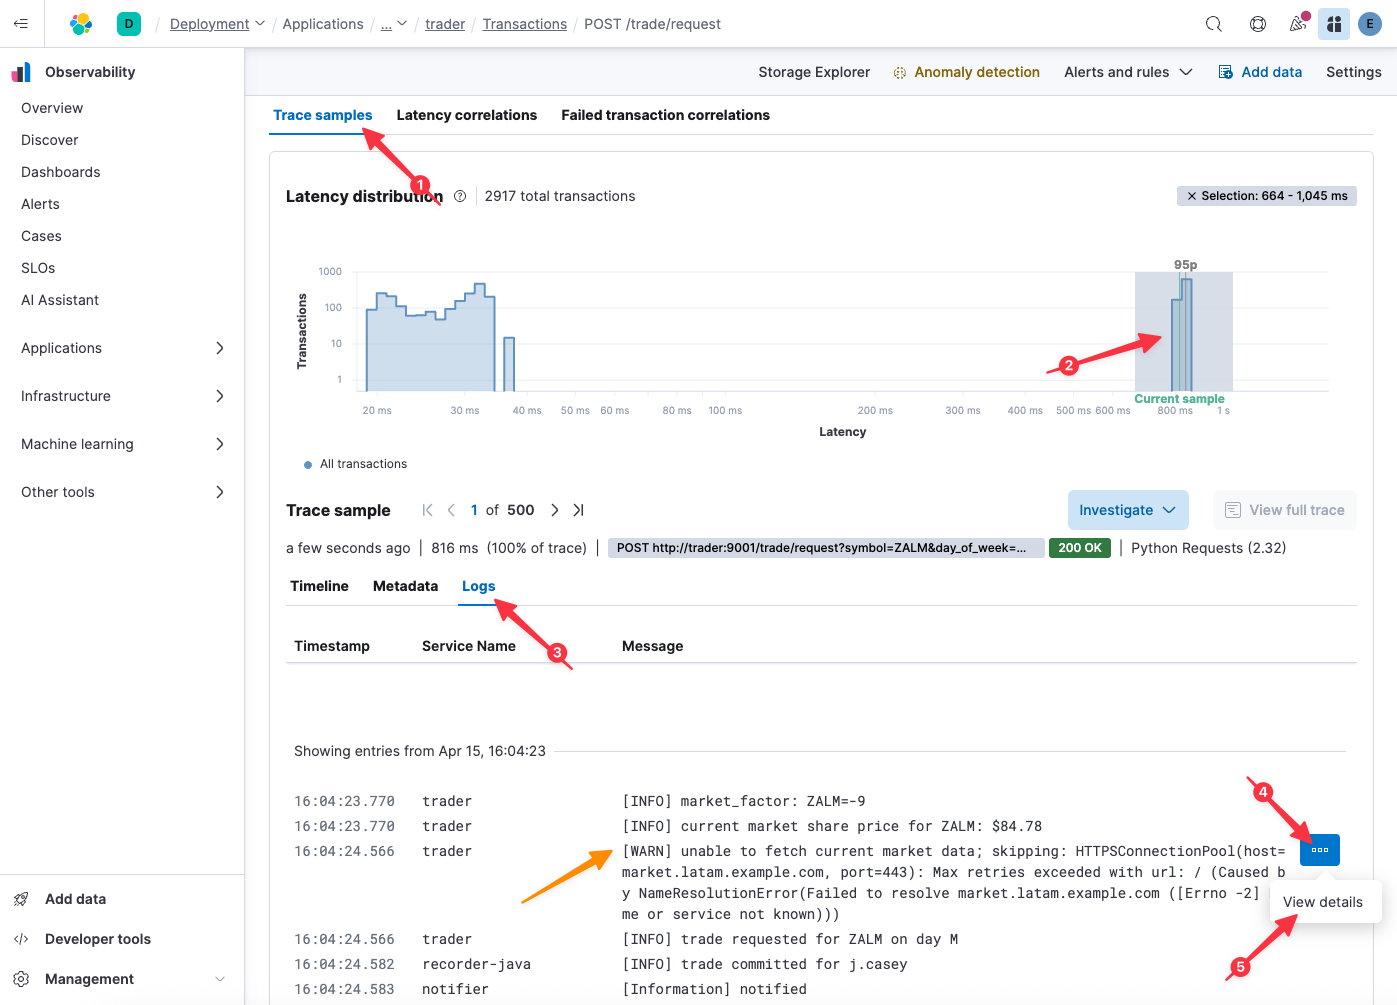 D / Deployment / Applications / ... / trader / Transactions / POST /trade/request
E
Observability
Overview
Discover
Dashboards
Alerts
Cases
SLOs
AI Assistant
Applications
Infrastructure
Machine learning
Other tools
Add data
Developer tools
Management
Storage Explorer Anomaly detection Alerts and rules Add data Settings
Trace samples Latency correlations Failed transaction correlations
1
Latency distribution 2917 total transactions × Selection: 664 - 1,045 ms
95p
Transactions
1000
100
10
1
2
Current sample
20 ms 30 ms 40 ms 50 ms 60 ms 80 ms 100 ms 200 ms 300 ms 400 ms 500 ms 600 ms 800 ms 1 s
Latency
All transactions
Trace sample 1 of 500 Investigate View full trace
a few seconds ago | 816 ms (100% of trace) | POST http://trader:9001/trade/request?symbol=ZALM&day_of_week=... 200 OK | Python Requests (2.32)
Timeline Metadata Logs
3
Timestamp Service Name Message
Showing entries from Apr 15, 16:04:23
4
16:04:23.770 trader [INFO] market_factor: ZALM=-9
16:04:23.770 trader [INFO] current market share price for ZALM: $84.78
16:04:24.566 trader [WARN] unable to fetch current market data; skipping: HTTPSConnectionPool(host=
market.latam.example.com, port=443): Max retries exceeded with url: / (Caused b
y NameResolutionError(Failed to resolve market.latam.example.com ([Errno -2]
me or service not known)))
View details
5
16:04:24.566 trader [INFO] trade requested for ZALM on day M
16:04:24.582 recorder-java [INFO] trade committed for j.casey
16:04:24.583 notifier [Information] notified